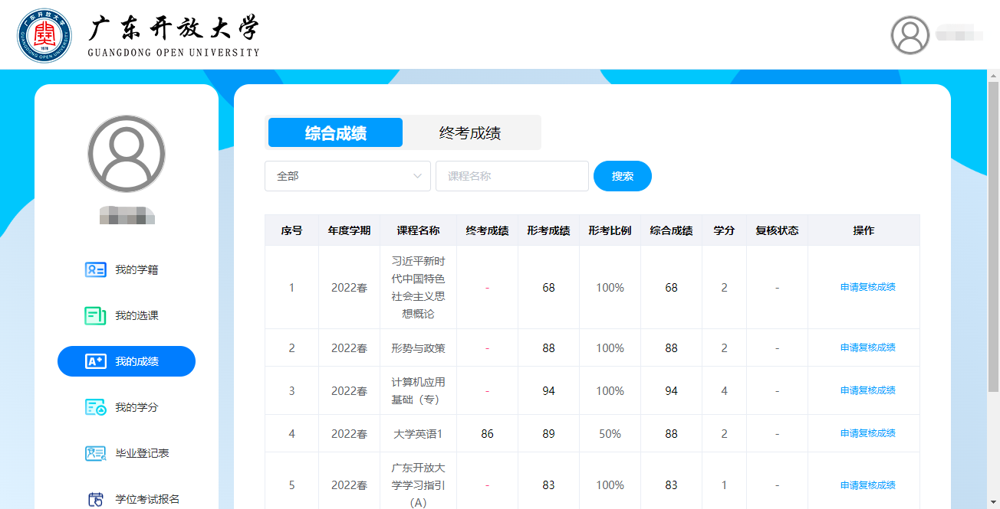 广东开放大学
GUANGDONG OPEN UNIVERSITY
我的学籍
我的选课
我的成绩
我的学分
毕业登记表
学位考试报名
综合成绩 终考成绩
全部 课程名称 搜索
序号 年度学期 课程名称 终考成绩 形考成绩 形考比例 综合成绩 学分 复核状态 操作
1 2022春 习近平新时
代中国特色
社会主义思
想概论 - 68 100% 68 2 - 申请复核成绩
2 2022春 形势与政策 - 88 100% 88 2 - 申请复核成绩
3 2022春 计算机应用
基础（专） - 94 100% 94 4 - 申请复核成绩
4 2022春 大学英语1 86 89 50% 88 2 - 申请复核成绩
5 2022春 广东开放大
学学习指引
（A） - 83 100% 83 1 - 申请复核成绩